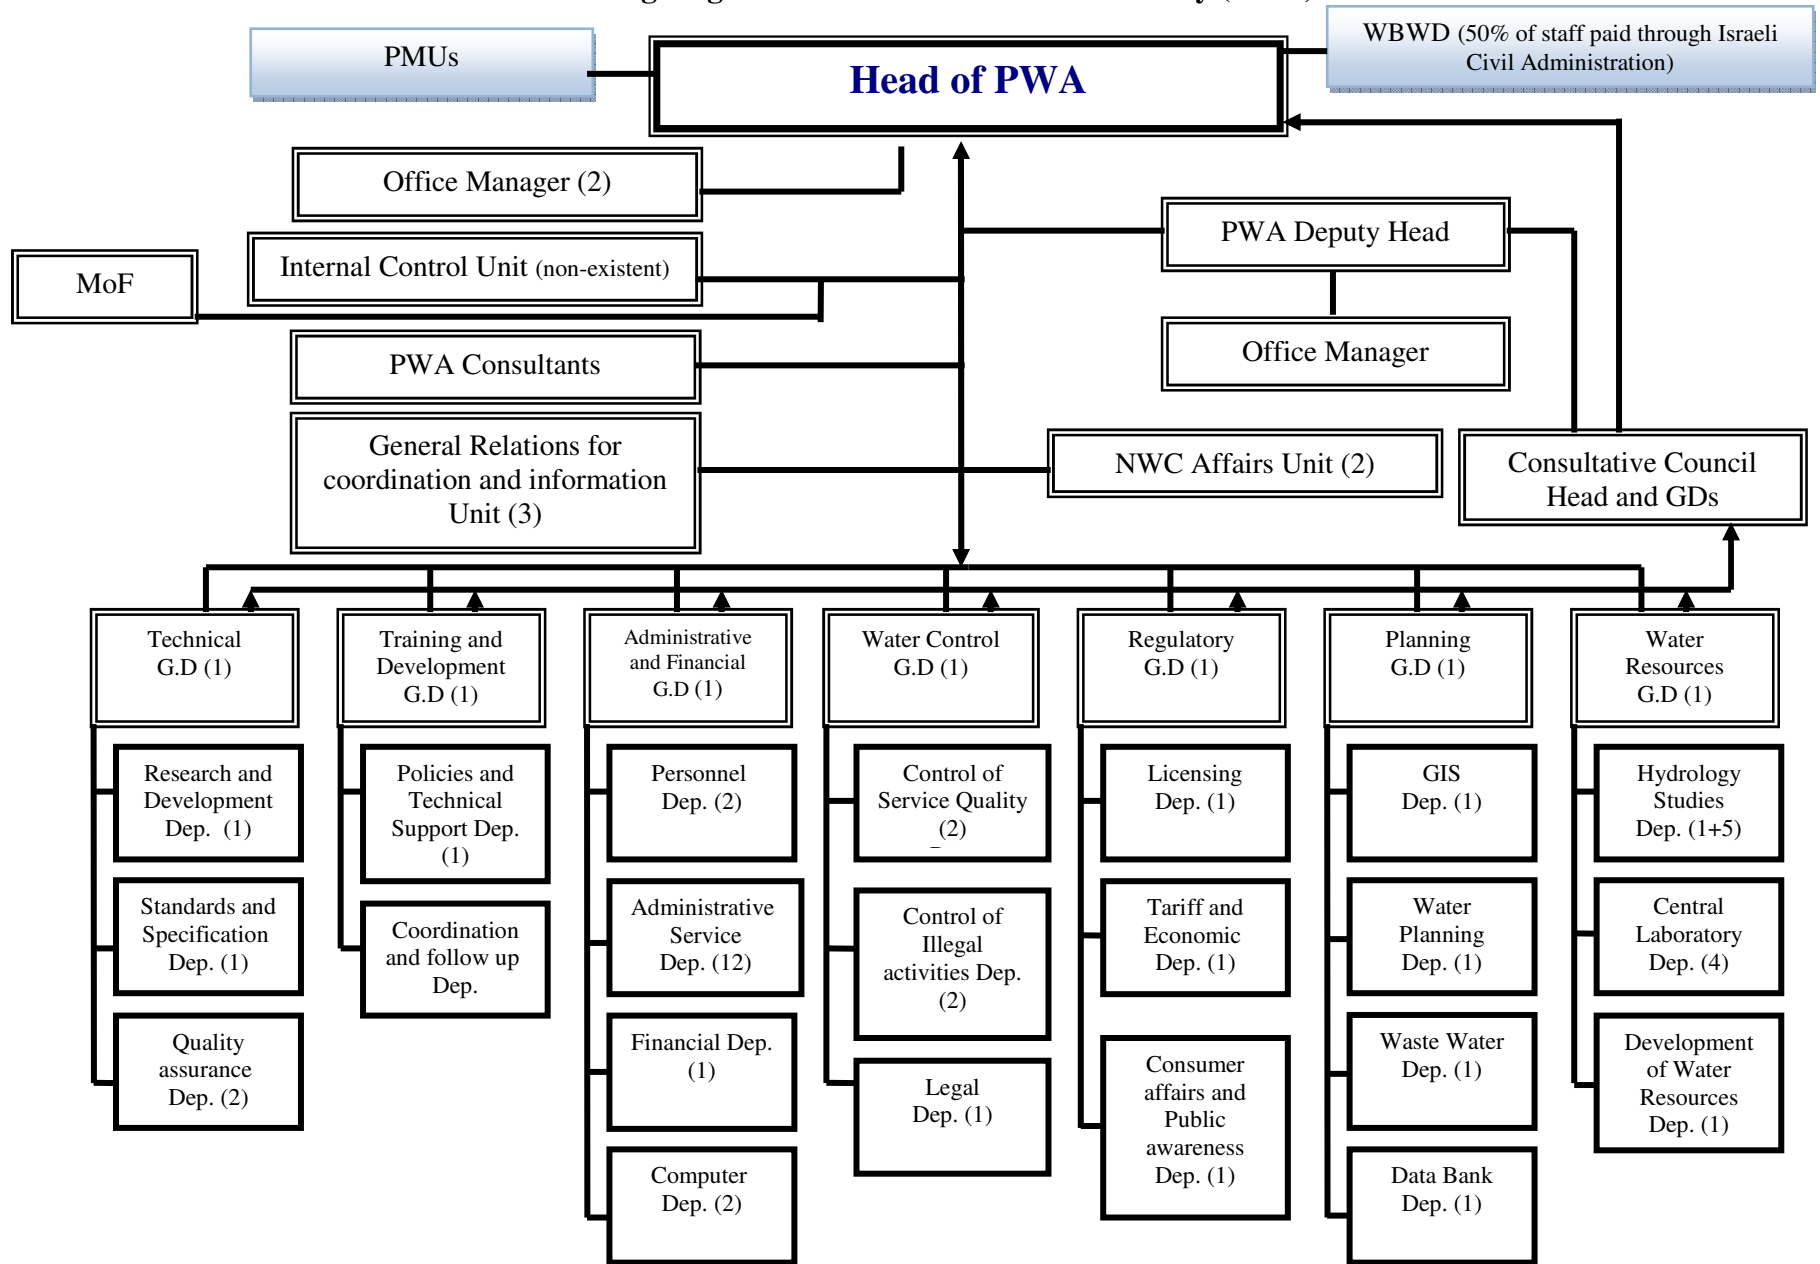 PMUs
Head of PWA
WBWD (50% of staff paid through Israeli
Civil Administration)
Office Manager (2)
PWA Deputy Head
Internal Control Unit (non-existent)
MoF
Office Manager
PWA Consultants
General Relations for
coordination and information
Unit (3)
NWC Affairs Unit (2)
Consultative Council
Head and GDs
Technical
G.D (1)
Training and
Development
G.D (1)
Administrative
and Financial
G.D (1)
Water Control
G.D (1)
Regulatory
G.D (1)
Planning
G.D (1)
Water
Resources
G.D (1)
Research and
Development
Dep. (1)
Standards and
Specification
Dep. (1)
Quality
assurance
Dep. (2)
Policies and
Technical
Support Dep.
(1)
Coordination
and follow up
Dep.
Personnel
Dep. (2)
Administrative
Service
Dep. (12)
Financial Dep.
(1)
Computer
Dep. (2)
Control of
Service Quality
(2)
Control of
Illegal
activities Dep.
(2)
Legal
Dep. (1)
Licensing
Dep. (1)
Tariff and
Economic
Dep. (1)
Consumer
affairs and
Public
awareness
Dep. (1)
GIS
Dep. (1)
Water
Planning
Dep. (1)
Waste Water
Dep. (1)
Data Bank
Dep. (1)
Hydrology
Studies
Dep. (1+5)
Central
Laboratory
Dep. (4)
Development
of Water
Resources
Dep. (1)